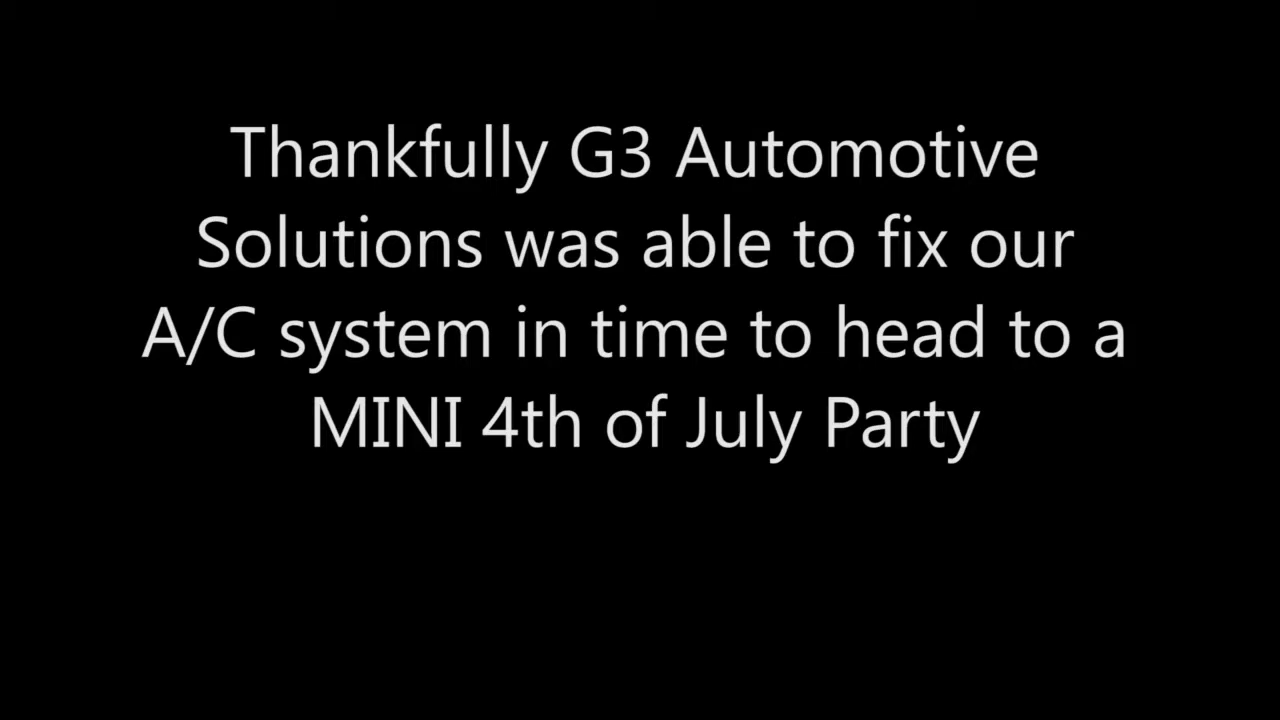 Thankfully G3 Automotive
Solutions was able to fix our
A/C system in time to head to a
MINI 4th of July Party